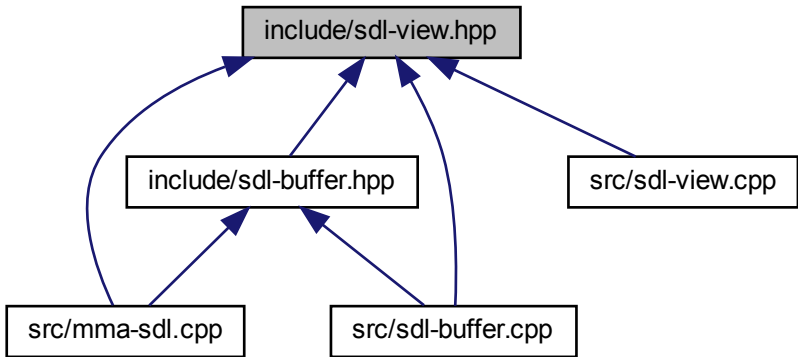 include/sdl-view.hpp
include/sdl-buffer.hpp
src/sdl-view.cpp
src/mma-sdl.cpp
src/sdl-buffer.cpp